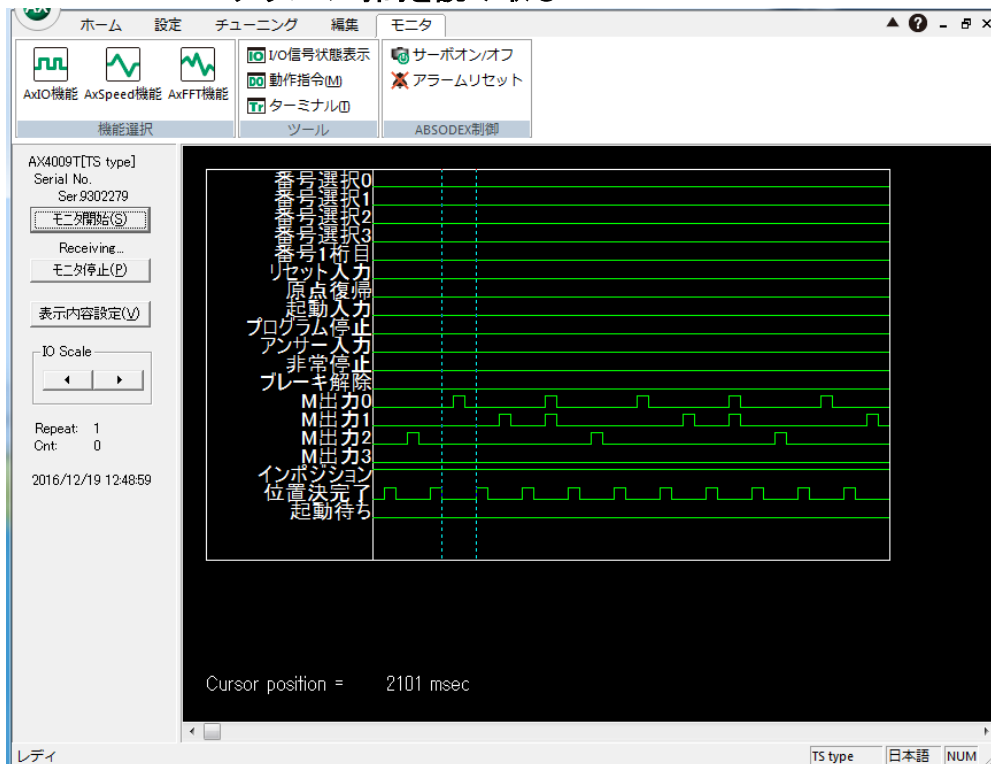 AX
ホーム 設定 チューニング 編集 モニタ
AxIO機能 AxSpeed機能 AxFFT機能
機能選択
IO I/O信号状態表示
DO 動作指令(M)
Tr ターミナル(I)
ツール
サーボオン/オフ
アラームリセット
ABSODEX制御
AX4009T[TS type]
Serial No.
Ser.9302279
モニタ開始(S)
Receiving...
モニタ停止(P)
表示内容設定(V)
IO Scale
Repeat: 1
Cnt: 0
2016/12/19 12:48:59
番号選択0
番号選択1
番号選択2
番号選択3
番号1桁目
リセット入力
原点復帰
起動入力
プログラム停止
アンサー入力
非常停止
ブレーキ解除
M出力0
M出力1
M出力2
M出力3
インポジション
位置決完了
起動待ち
Cursor position = 2101 msec
レディ
TS type 日本語 NUM